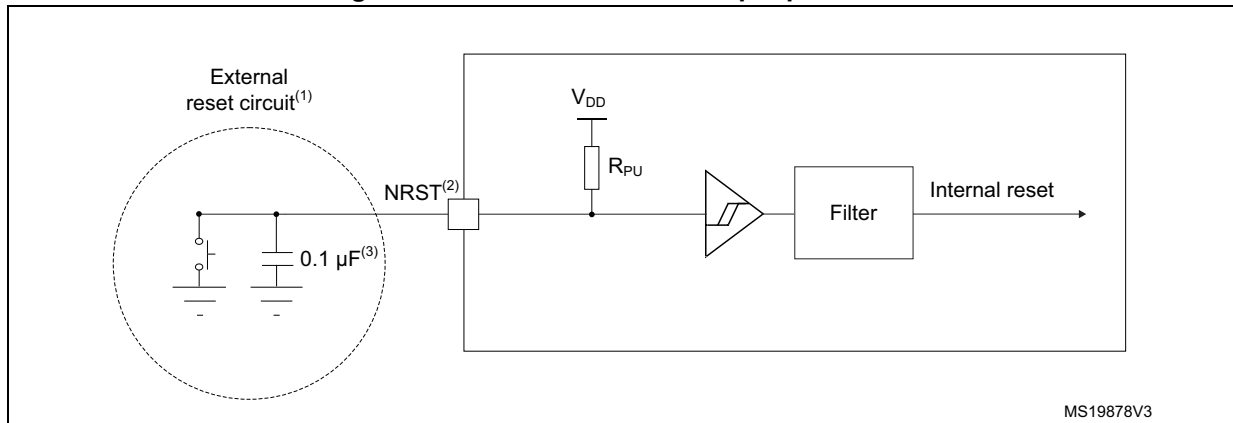 External
reset circuit(1)
VDD
RPU
NRST(2)
Filter
Internal reset
0.1 µF(3)
MS19878V3